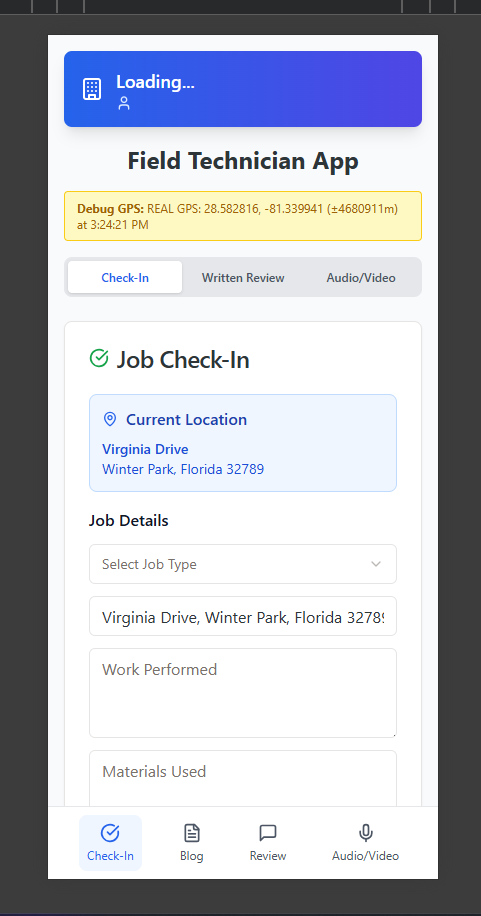 Loading...
Field Technician App
Debug GPS: REAL GPS: 28.582816, -81.339941 (±4680911m)
at 3:24:21 PM
Check-In
Written Review
Audio/Video
Job Check-In
Current Location
Virginia Drive
Winter Park, Florida 32789
Job Details
Select Job Type
Virginia Drive, Winter Park, Florida 32789
Work Performed
Materials Used
Check-In
Blog
Review
Audio/Video